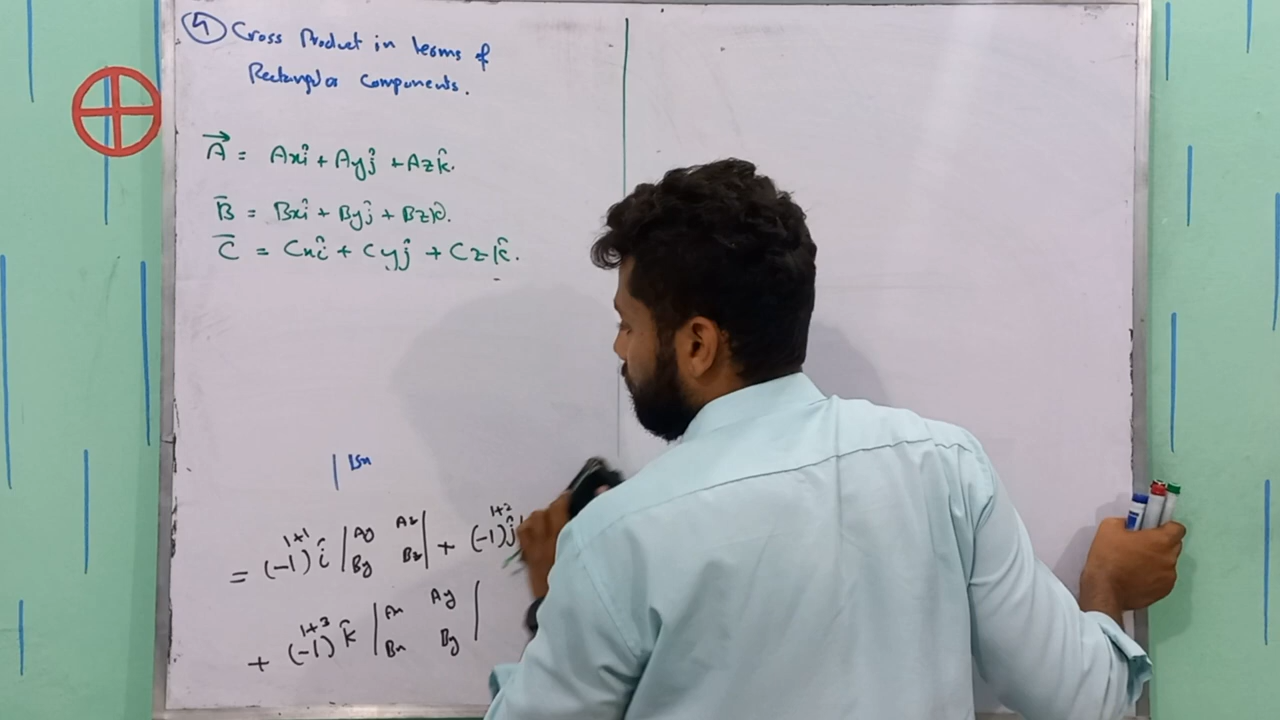 4 Cross Product in terms of
Rectangular Components.
A⃗ = Axî + Ayĵ + Azk̂.
B̄ = Bxî + Byĵ + Bzk̂.
C̄ = Cxî + Cyĵ + Czk̂.
| Bx
= (-1)¹⁺¹ î | Ay Az | + (-1)¹⁺² ĵ
By Bz
+ (-1)¹⁺³ k̂ | Ax Ay |
Bx By